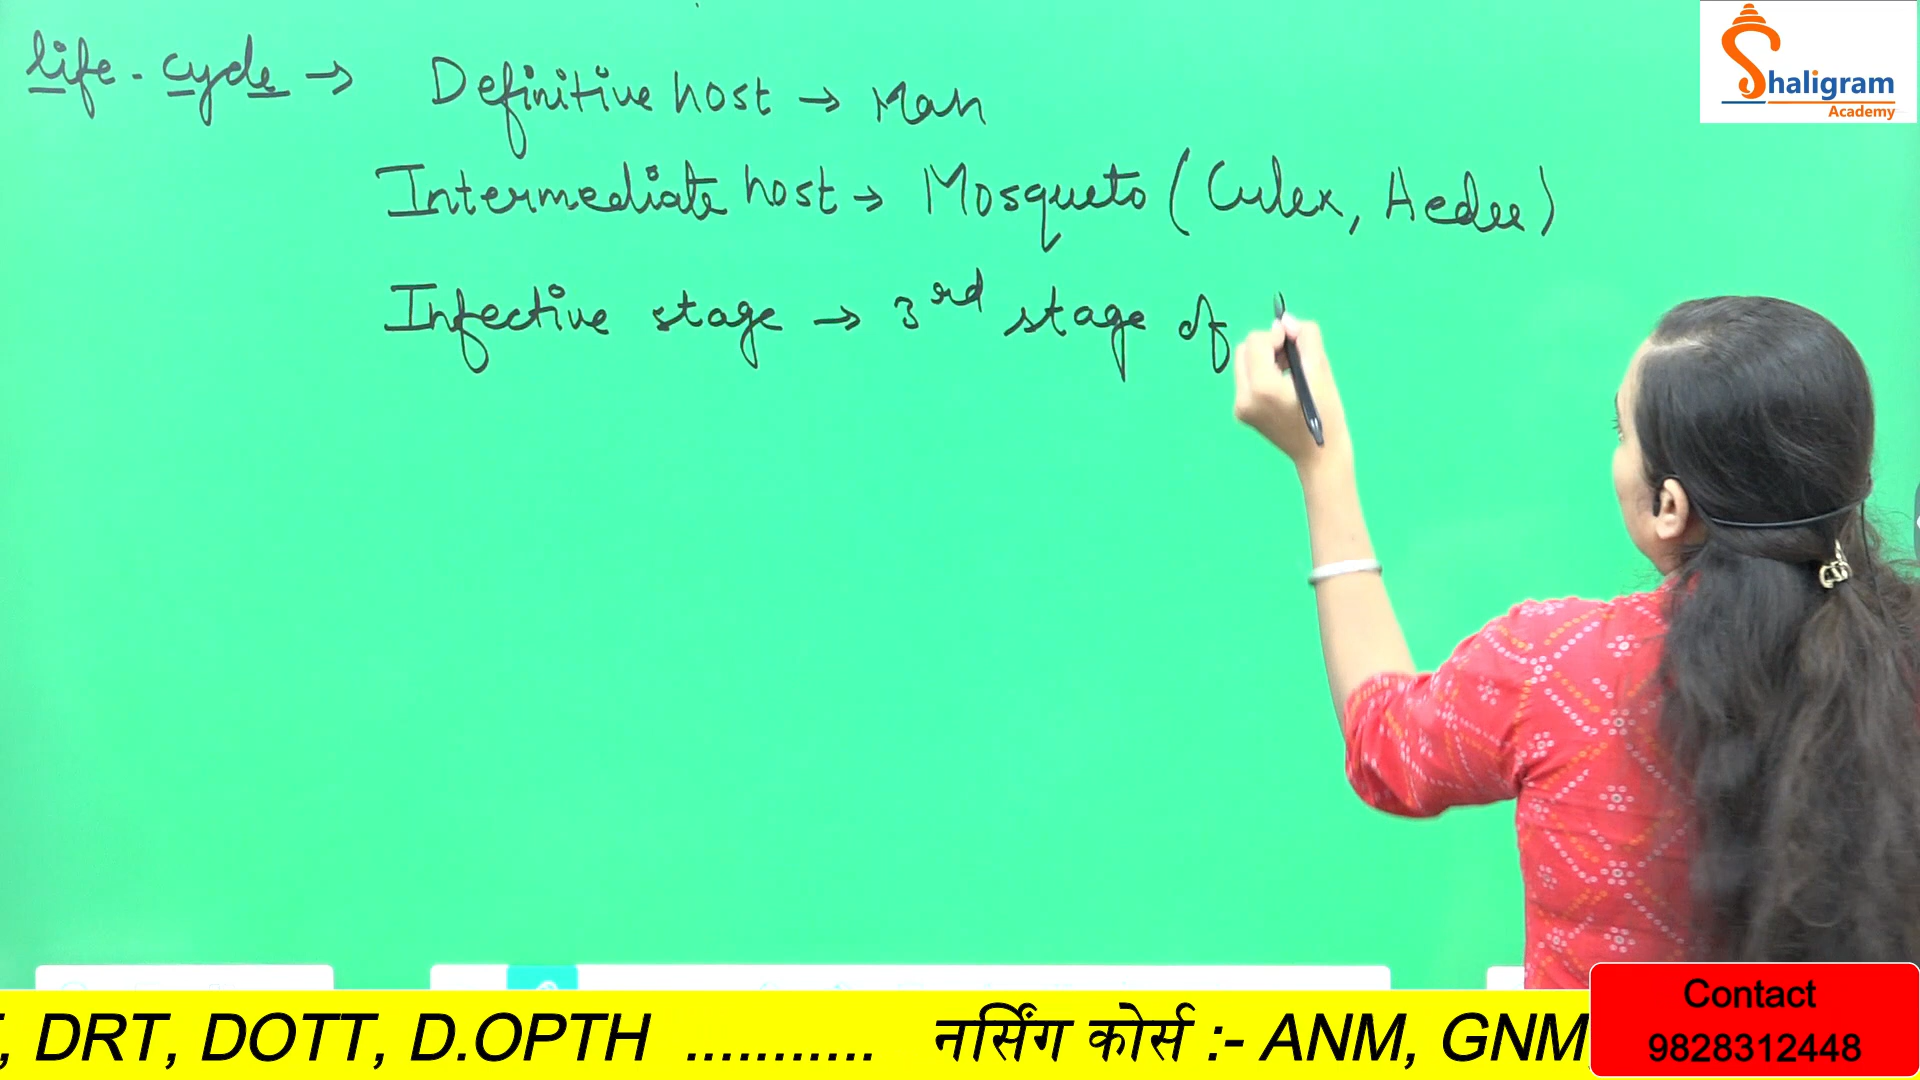 life-cycle → Definitive host → Man
Shaligram
Academy
Intermediate host → Mosqueto (Culex, Aedes)
Infective stage → 3rd stage of
, DRT, DOTT, D.OPTH ........... नर्सिंग कोर्स :- ANM, GNM
Contact
9828312448